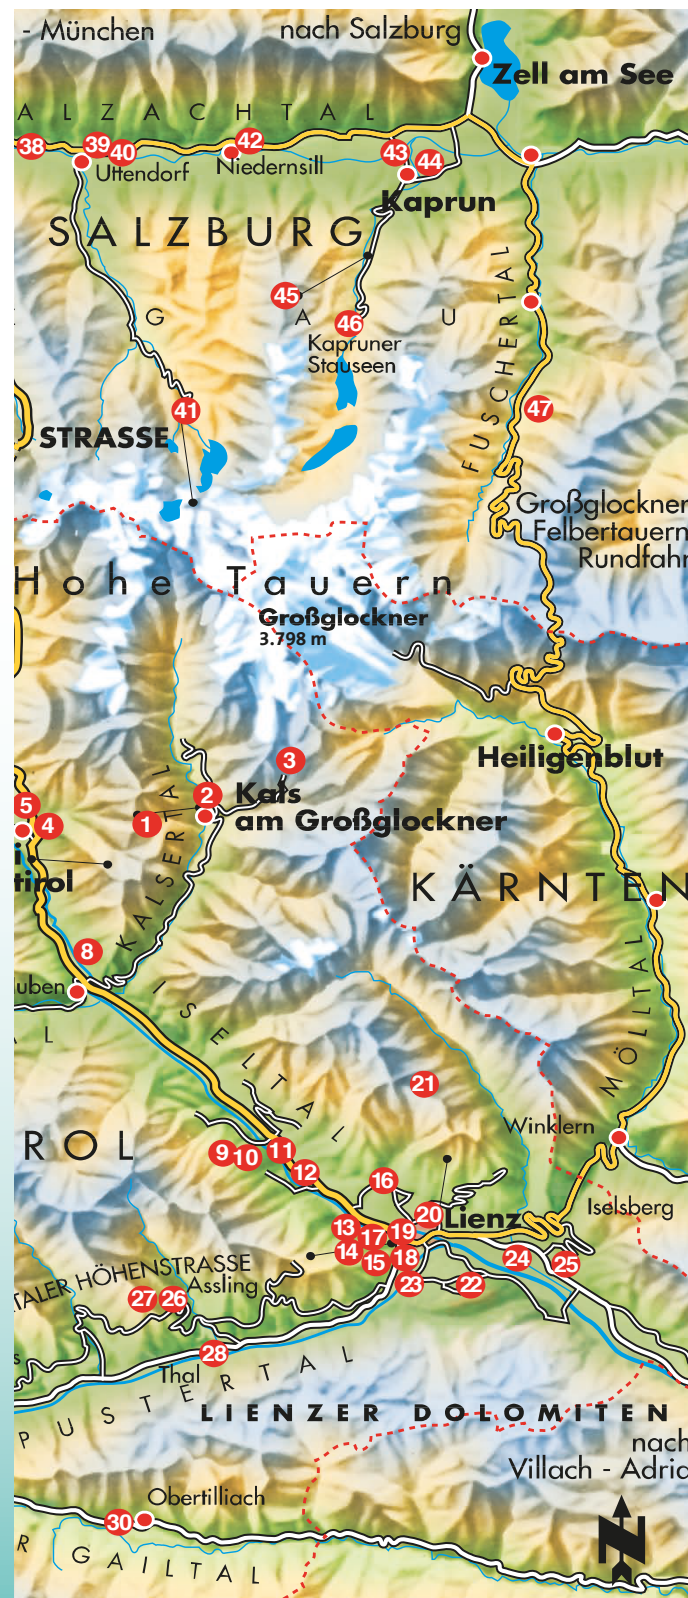 - München
nach Salzburg
Zell am See
ALZACHTAL
38
39
40
42
43
44
Uttendorf
Niedernsill
Kaprun
SALZBURG
45
G A U
46
Kapruner
Stauseen
FUSCHERTAL
41
47
STRASSE
Großglockner
Felbertauern
Rundfahr
Hohe Tauern
Großglockner
3.798 m
Heiligenblut
3
2
Kals
am Großglockner
5
4
1
i
tirol
KALSERTAL
KÄRNTEN
8
uben
AL
ISELTAL
MÖLLTAL
21
Winklern
ROL
9
10
11
12
16
Iselsberg
20
Lienz
13
17
19
14
15
18
24
25
23
22
TALER HÖHENSTRASSE
Assling
27
26
28
Thal
s
PUSTERTAL
LIENZER DOLOMITEN
nach
Villach - Adria
Obertilliach
30
N
R GAILTAL